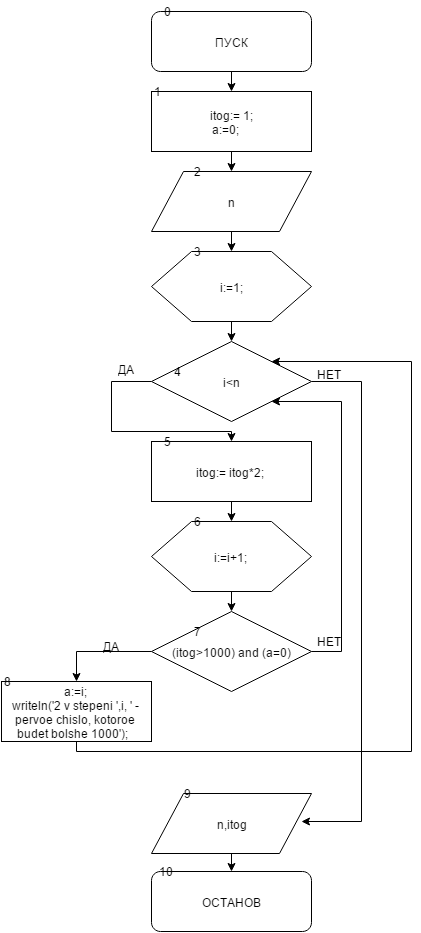 0
ПУСК
1
itog:= 1;
a:=0;
2
n
3
i:=1;
ДА
4
i<n
НЕТ
5
itog:= itog*2;
6
i:=i+1;
7
ДА
(itog>1000) and (a=0)
НЕТ
8
a:=i;
writeln('2 v stepeni ',i, ' -
pervoe chislo, kotoroe
budet bolshe 1000');
9
n,itog
10
ОСТАНОВ